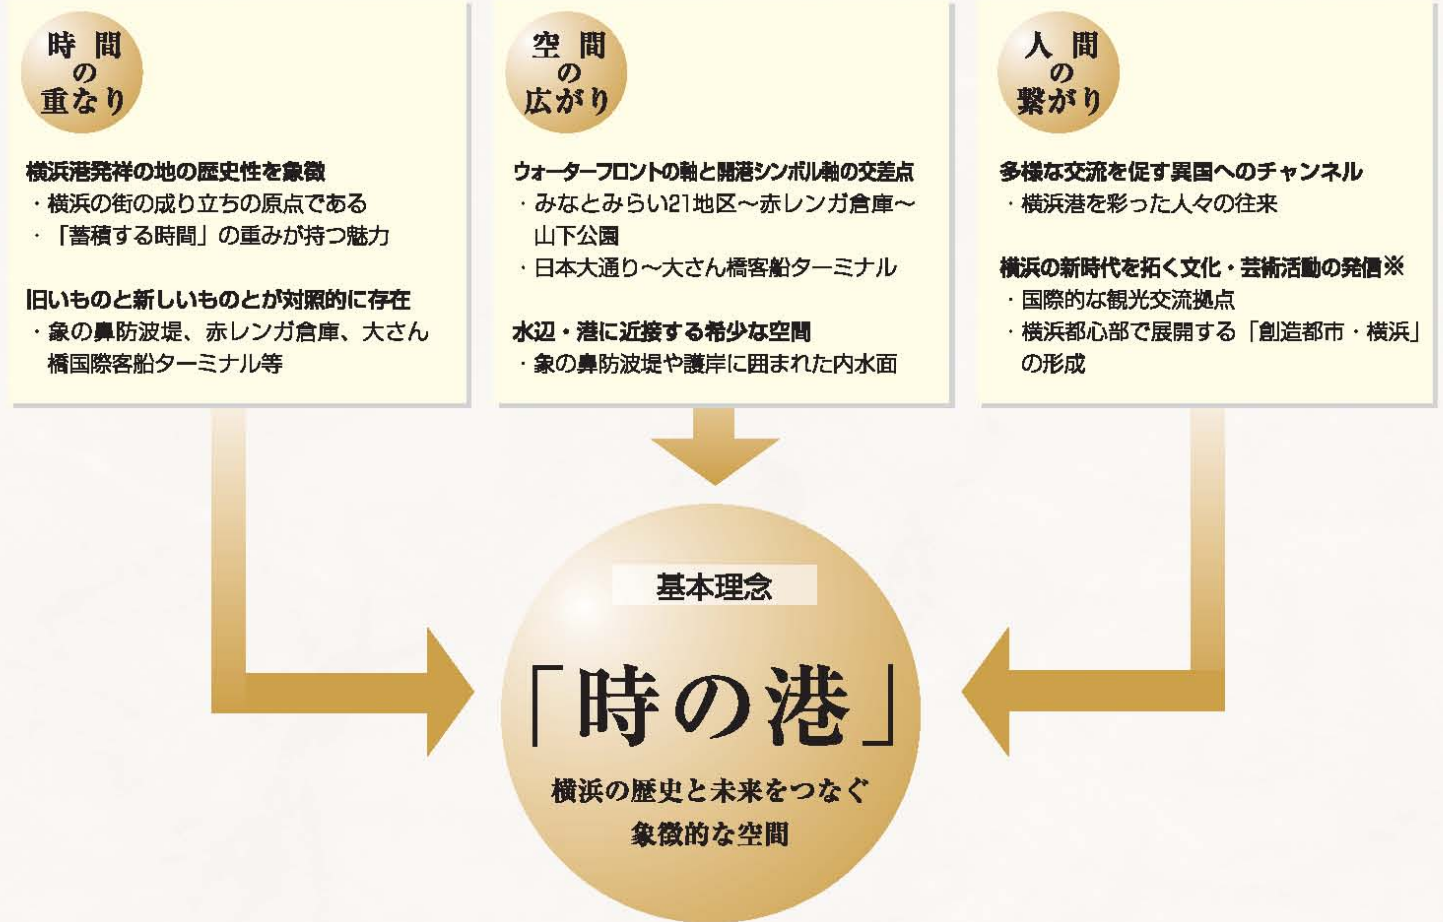 時間
の
重なり
横浜港発祥の地の歴史性を象徴
・横浜の街の成り立ちの原点である
・「蓄積する時間」の重みが持つ魅力
旧いものと新しいものとが対照的に存在
・象の鼻防波堤、赤レンガ倉庫、大さん
橋国際客船ターミナル等
空間
の
広がり
ウォーターフロントの軸と開港シンボル軸の交差点
・みなとみらい21地区〜赤レンガ倉庫〜
山下公園
・日本大通り〜大さん橋客船ターミナル
水辺・港に近接する希少な空間
・象の鼻防波堤や護岸に囲まれた内水面
人間
の
繋がり
多様な交流を促す異国へのチャンネル
・横浜港を彩った人々の往来
横浜の新時代を拓く文化・芸術活動の発信※
・国際的な観光交流拠点
・横浜都心部で展開する「創造都市・横浜」
の形成
基本理念
「時の港」
横浜の歴史と未来をつなぐ
象徴的な空間